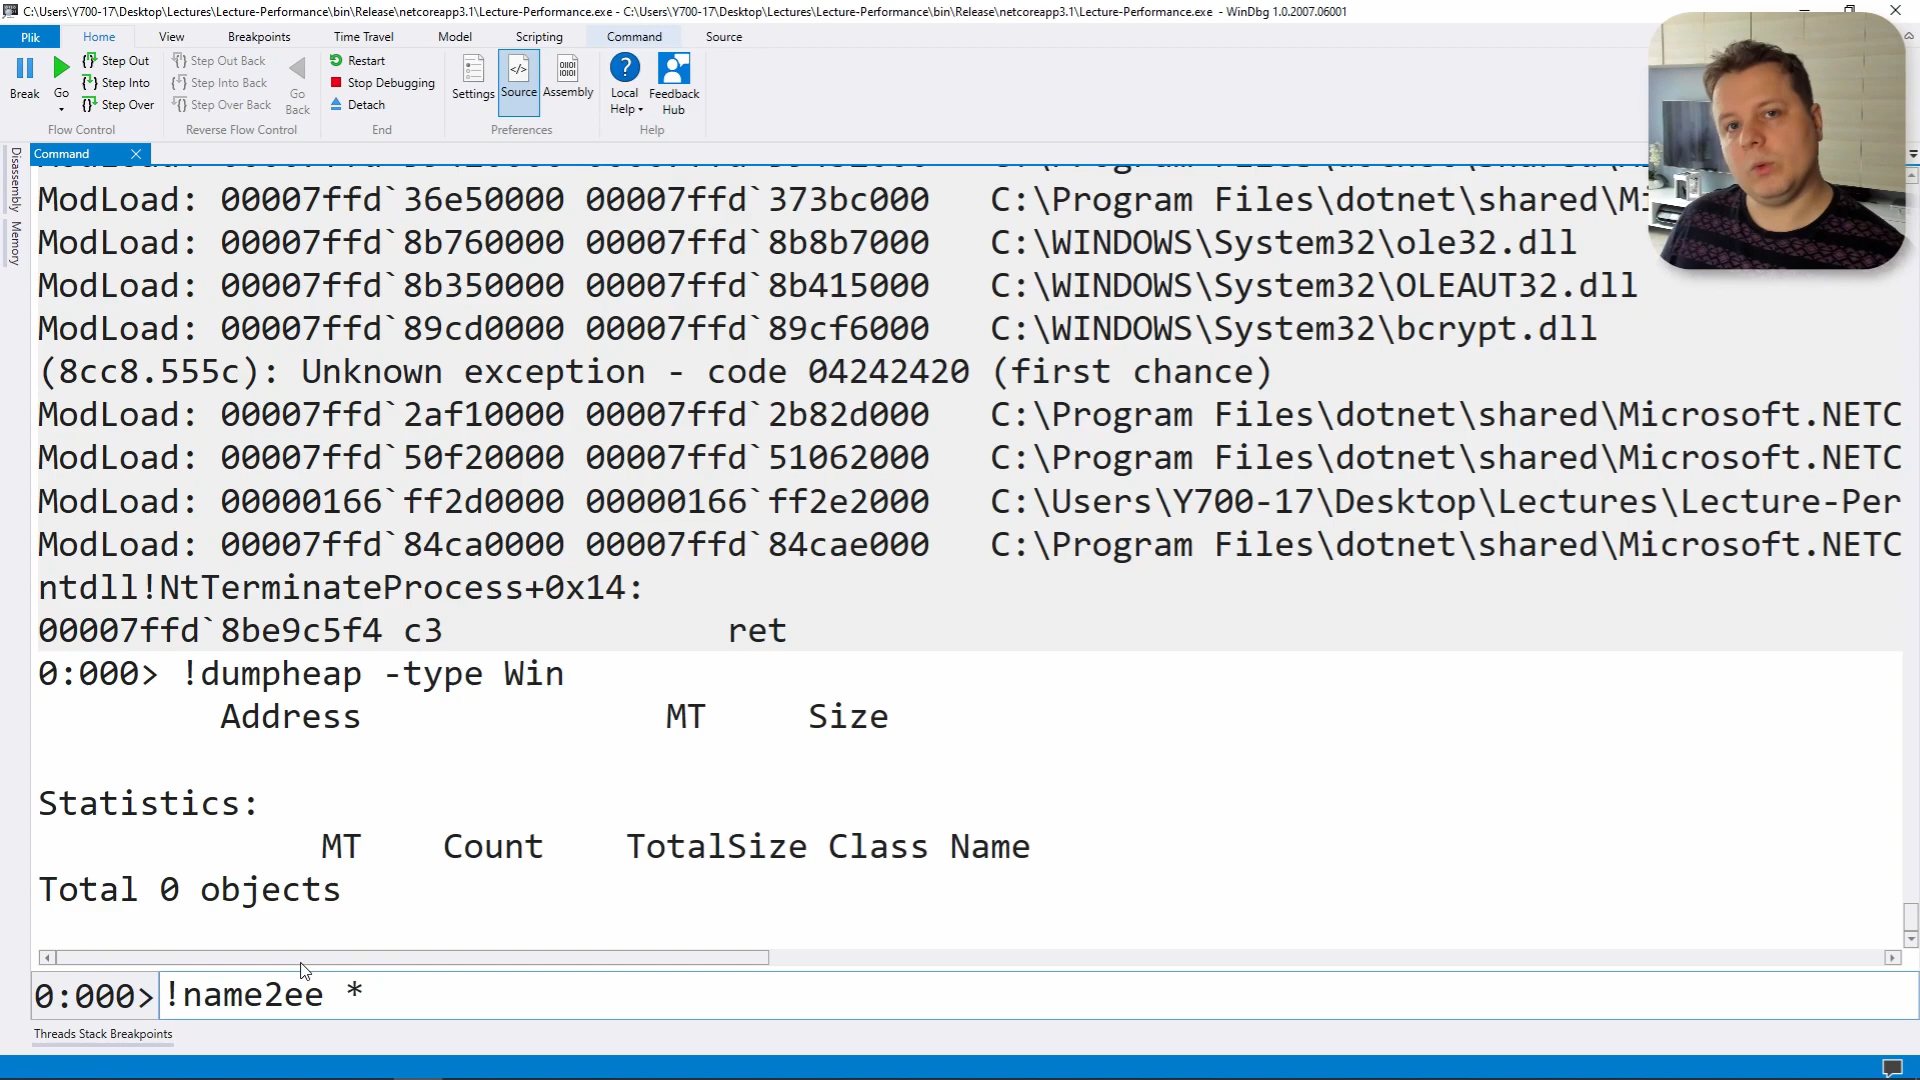 C:\Users\Y700-17\Desktop\Lectures\Lecture-Performance\bin\Release\netcoreapp3.1\Lecture-Performance.exe - C:\Users\Y700-17\Desktop\Lectures\Lecture-Performance\bin\Release\netcoreapp3.1\Lecture-Performance.exe - WinDbg 1.0.2007.06001
Plik Home View Breakpoints Time Travel Model Scripting Command Source
Break
Go
Step Out
Step Into
Step Over
Flow Control
Step Out Back
Step Into Back
Step Over Back
Go Back
Reverse Flow Control
Restart
Stop Debugging
Detach
End
Settings
Source
Assembly
Preferences
Local Help
Feedback Hub
Help
Disassembly
Memory
Command
ModLoad: 00007ffd`36e50000 00007ffd`373bc000 C:\Program Files\dotnet\shared\Mi
ModLoad: 00007ffd`8b760000 00007ffd`8b8b7000 C:\WINDOWS\System32\ole32.dll
ModLoad: 00007ffd`8b350000 00007ffd`8b415000 C:\WINDOWS\System32\OLEAUT32.dll
ModLoad: 00007ffd`89cd0000 00007ffd`89cf6000 C:\WINDOWS\System32\bcrypt.dll
(8cc8.555c): Unknown exception - code 04242420 (first chance)
ModLoad: 00007ffd`2af10000 00007ffd`2b82d000 C:\Program Files\dotnet\shared\Microsoft.NETC
ModLoad: 00007ffd`50f20000 00007ffd`51062000 C:\Program Files\dotnet\shared\Microsoft.NETC
ModLoad: 00000166`ff2d0000 00000166`ff2e2000 C:\Users\Y700-17\Desktop\Lectures\Lecture-Per
ModLoad: 00007ffd`84ca0000 00007ffd`84cae000 C:\Program Files\dotnet\shared\Microsoft.NETC
ntdll!NtTerminateProcess+0x14:
00007ffd`8be9c5f4 c3 ret
0:000> !dumpheap -type Win
Address MT Size
Statistics:
MT Count TotalSize Class Name
Total 0 objects
0:000> !name2ee *
Threads Stack Breakpoints